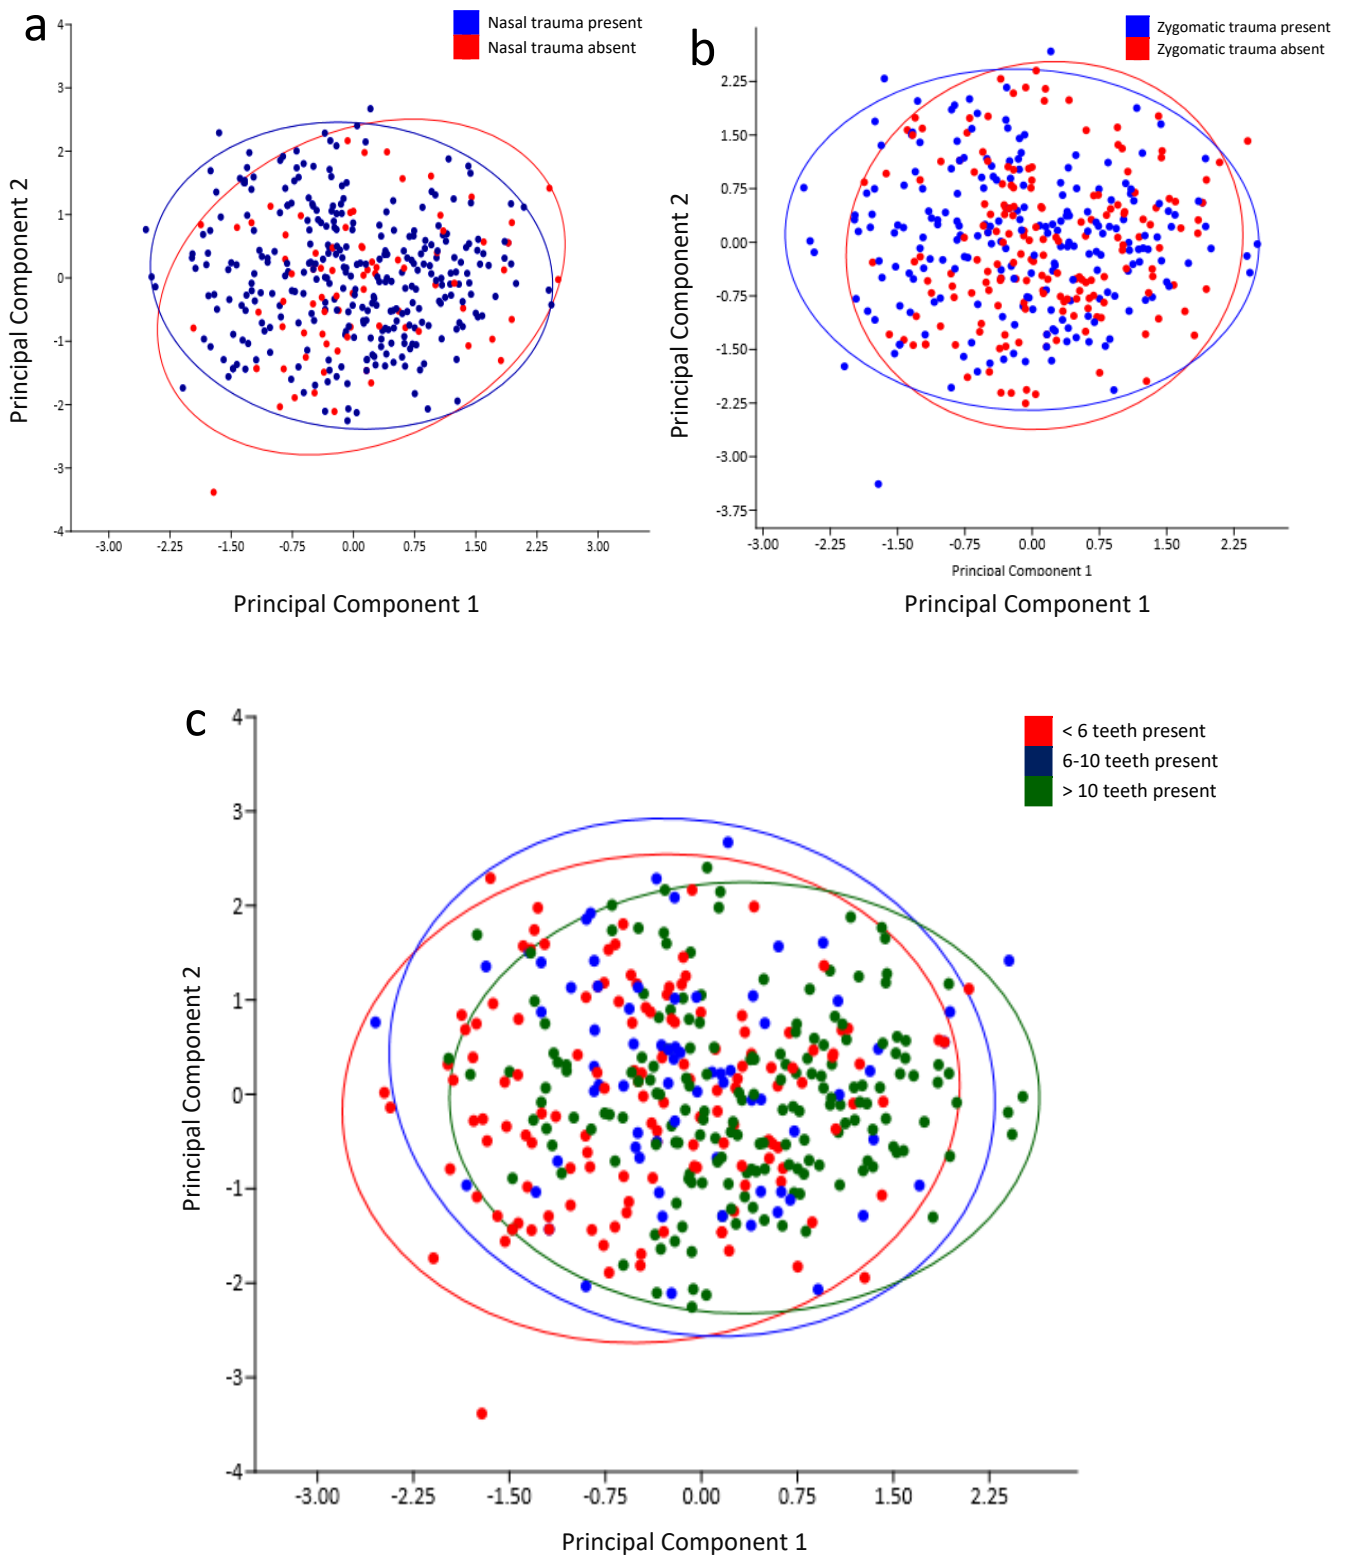 a
Nasal trauma present
Nasal trauma absent
4
3
2
1
0
-1
-2
-3
-4
Principal Component 2
-3.00 -2.25 -1.50 -0.75 0.00 0.75 1.50 2.25 3.00
Principal Component 1
b
Zygomatic trauma present
Zygomatic trauma absent
2.25
1.50
0.75
0.00
-0.75
-1.50
-2.25
-3.00
-3.75
Principal Component 2
-3.00 -2.25 -1.50 -0.75 0.00 0.75 1.50 2.25
Principal Component 1
Principal Component 1
c
< 6 teeth present
6-10 teeth present
> 10 teeth present
4
3
2
1
0
-1
-2
-3
-4
Principal Component 2
-3.00 -2.25 -1.50 -0.75 0.00 0.75 1.50 2.25
Principal Component 1